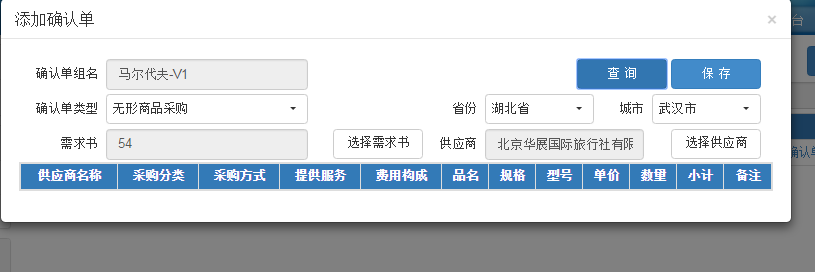 添加确认单 ×
台
确认单组名 马尔代夫-V1 查 询 保 存
确认单类型 无形商品采购 省份 湖北省 城市 武汉市
需求书 54 选择需求书 供应商 北京华展国际旅行社有限 选择供应商
确认单
供应商名称 采购分类 采购方式 提供服务 费用构成 品名 规格 型号 单价 数量 小计 备注